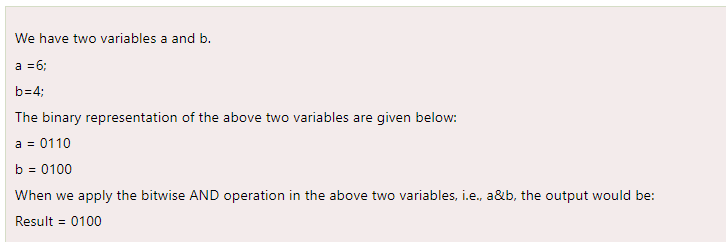 We have two variables a and b.
a =6;
b=4;
The binary representation of the above two variables are given below:
a = 0110
b = 0100
When we apply the bitwise AND operation in the above two variables, i.e., a&b, the output would be:
Result = 0100